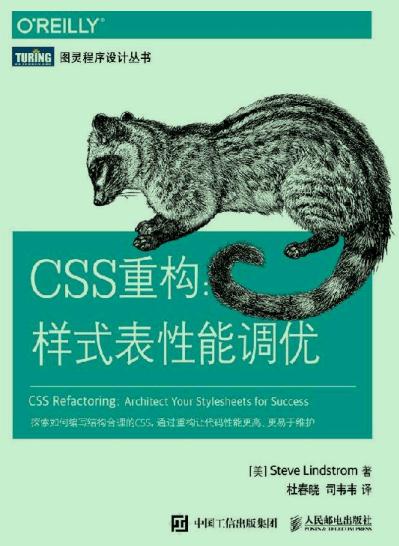 O'REILLY®
TURING 图灵程序设计丛书
CSS重构:
样式表性能调优
CSS Refactoring: Architect Your Stylesheets for Success
探索如何编写结构合理的CSS，通过重构让代码性能更高、更易于维护
[美] Steve Lindstrom 著
杜春晓 司韦韦 译
中国工信出版集团 人民邮电出版社